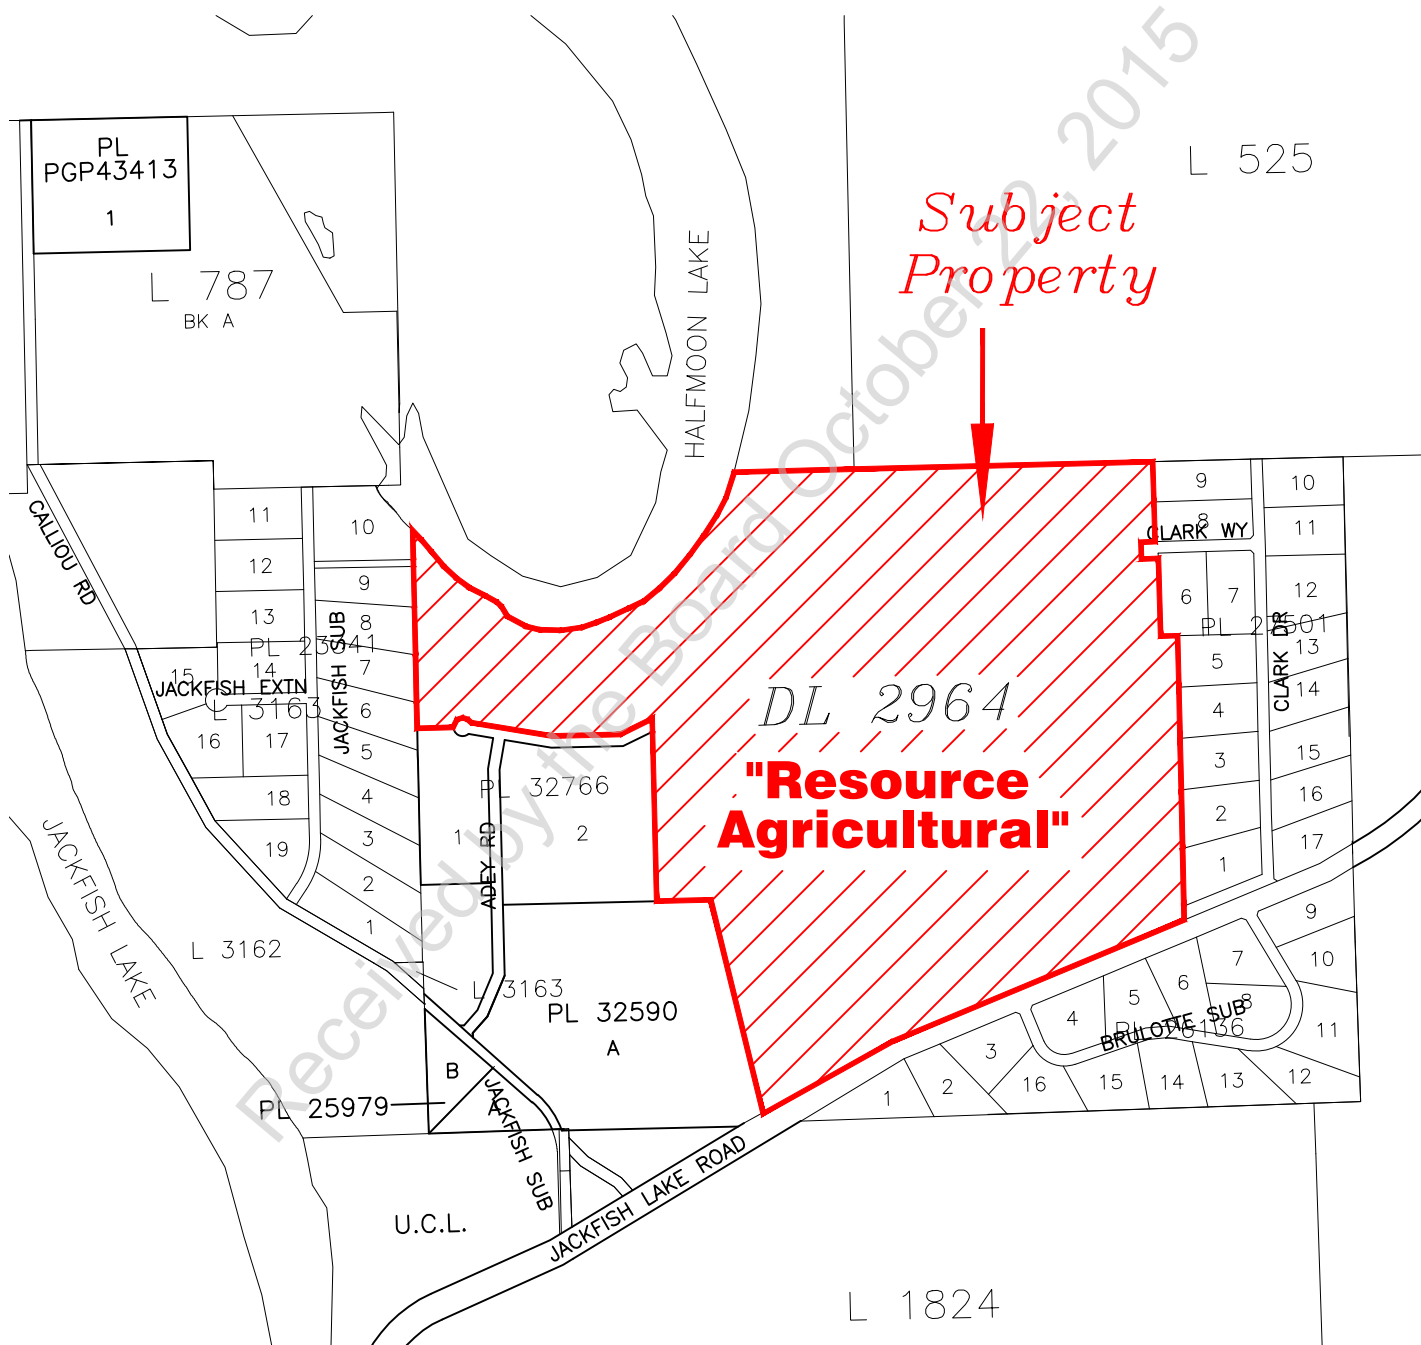 PL
PGP43413
1
L 787
BK A
L 525
Subject
Property
HALFMOON LAKE
Received by the Board October 22, 2015
CALLIOU RD
11
12
13
14
15
16
17
18
19
10
9
8
7
6
5
4
3
2
1
JACKFISH SUB
JACKFISH EXTN
L 3163
9
8
CLARK WY
6
7
5
4
3
2
1
CLARK DR
10
11
12
13
14
15
16
17
DL 2964
"Resource
Agricultural"
PL 32766
1
2
ADEY RD
JACKFISH LAKE
L 3162
L 3163
PL 32590
A
B
A
PL 25979
JACKFISH SUB
U.C.L.
JACKFISH LAKE ROAD
L 1824
9
10
11
12
13
14
15
16
1
2
3
4
5
6
7
8
BRULOTTE SUB